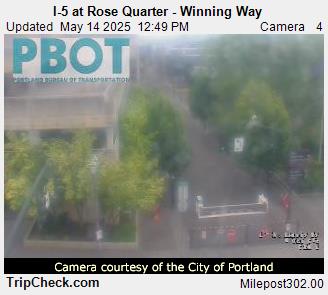 I-5 at Rose Quarter - Winning Way
Updated May 14 2025 12:49 PM Camera 4
PBOT
PORTLAND BUREAU OF TRANSPORTATION
Camera courtesy of the City of Portland
TripCheck.com Milepost302.00